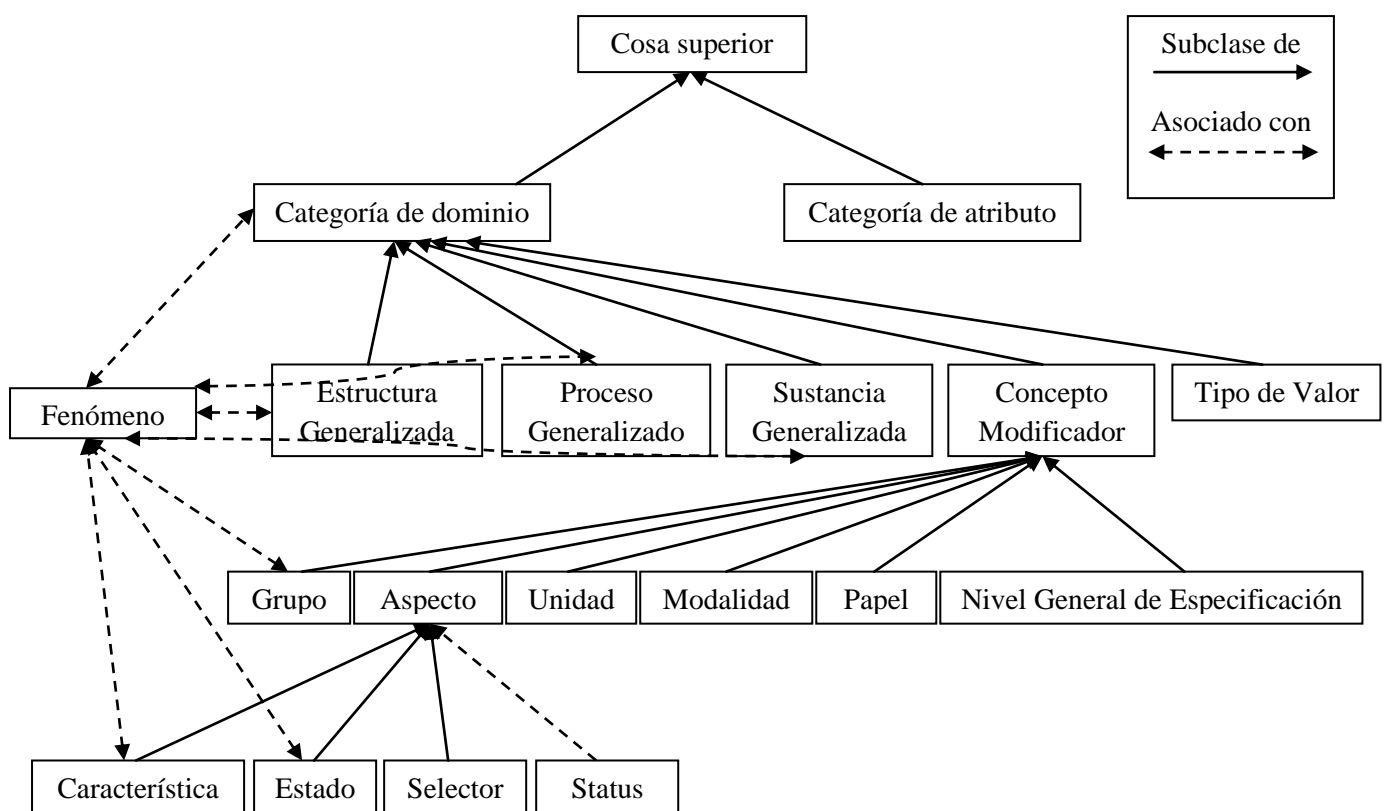 Cosa superior
Subclase de
Asociado con
Categoría de dominio
Categoría de atributo
Fenómeno
Estructura
Generalizada
Proceso
Generalizado
Sustancia
Generalizada
Concepto
Modificador
Tipo de Valor
Grupo
Aspecto
Unidad
Modalidad
Papel
Nivel General de Especificación
Característica
Estado
Selector
Status